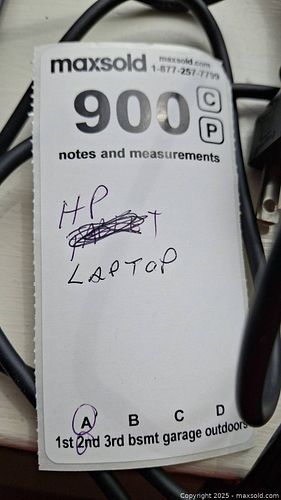 maxsold
maxsold.com
1-877-257-7799
900
C
P
notes and measurements
HP
T
LAPTOP
A B C D
1st 2nd 3rd bsmt garage outdoors
Copyright © 2025 - maxsold.com